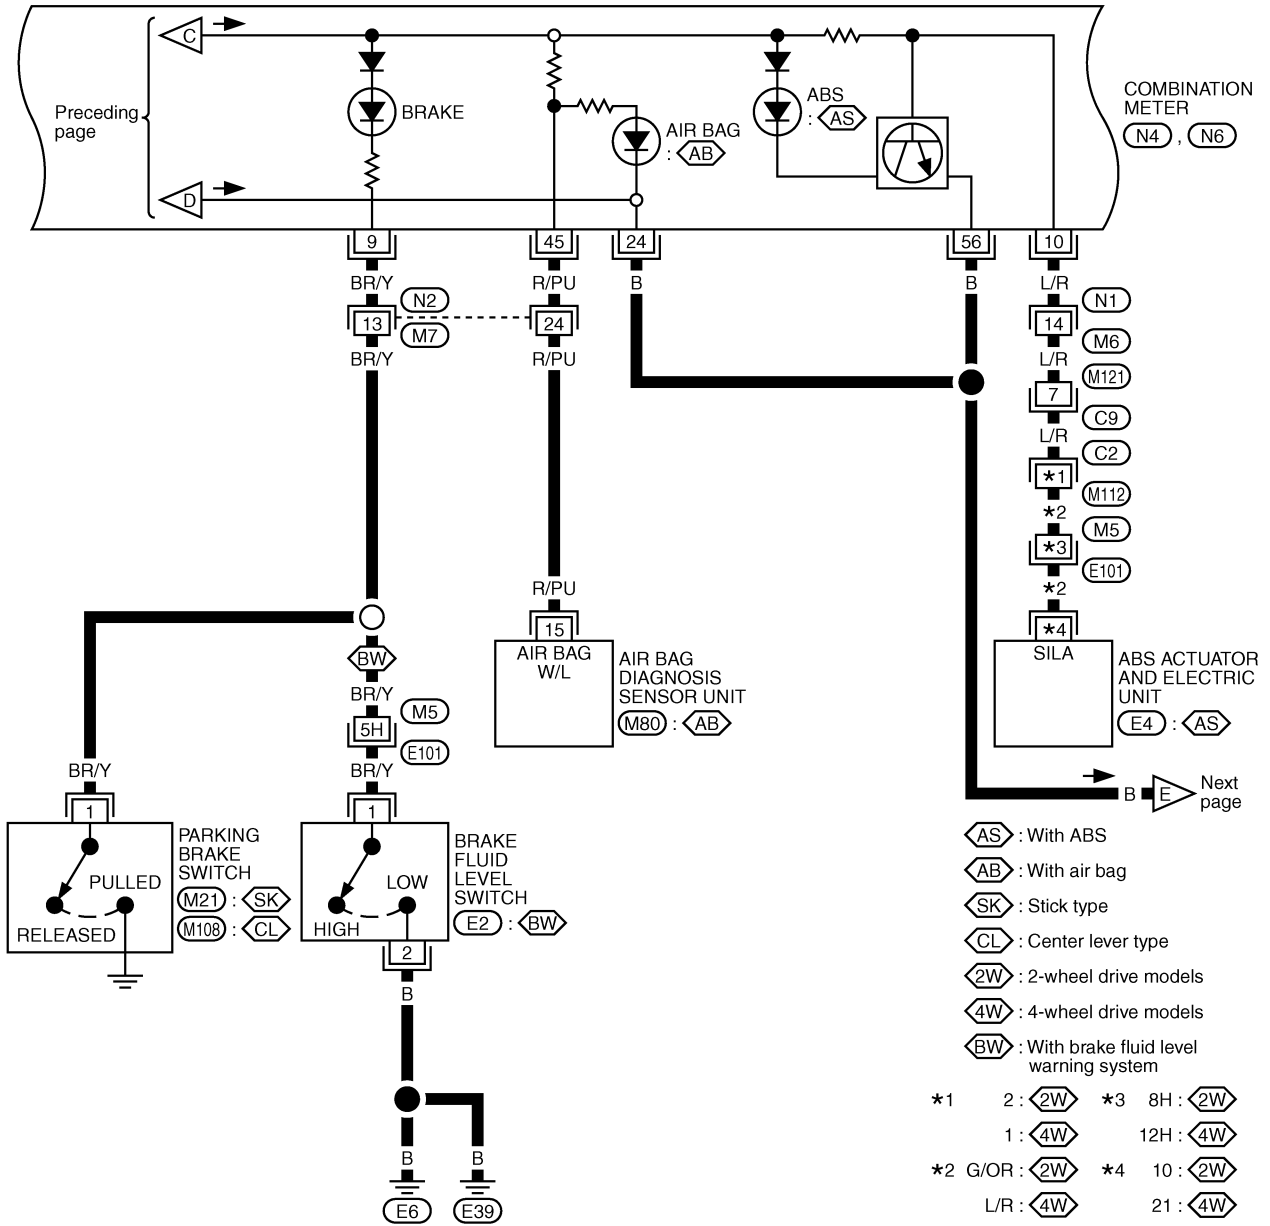 C
Preceding
page
D
BRAKE
AIR BAG
: AB
ABS
: AS
COMBINATION
METER
N4 , N6
9
45
24
56
10
BR/Y
R/PU
B
B
L/R
N2
N1
13
24
14
M7
M6
BR/Y
R/PU
L/R
M121
7
C9
L/R
C2
*1
M112
*2
M5
*3
E101
R/PU
*2
15
*4
BW
AIR BAG
W/L
AIR BAG
DIAGNOSIS
SENSOR UNIT
M80 : AB
SILA
ABS ACTUATOR
AND ELECTRIC
UNIT
E4 : AS
BR/Y
M5
5H
E101
BR/Y
BR/Y
B
E
Next
page
1
1
PARKING
BRAKE
SWITCH
M21 : SK
M108 : CL
PULLED
RELEASED
BRAKE
FLUID
LEVEL
SWITCH
E2 : BW
LOW
HIGH
2
B
B
B
E6
E39
AS : With ABS
AB : With air bag
SK : Stick type
CL : Center lever type
2W : 2-wheel drive models
4W : 4-wheel drive models
BW : With brake fluid level
warning system
*1 2 : 2W *3 8H : 2W
1 : 4W 12H : 4W
*2 G/OR : 2W *4 10 : 2W
L/R : 4W 21 : 4W